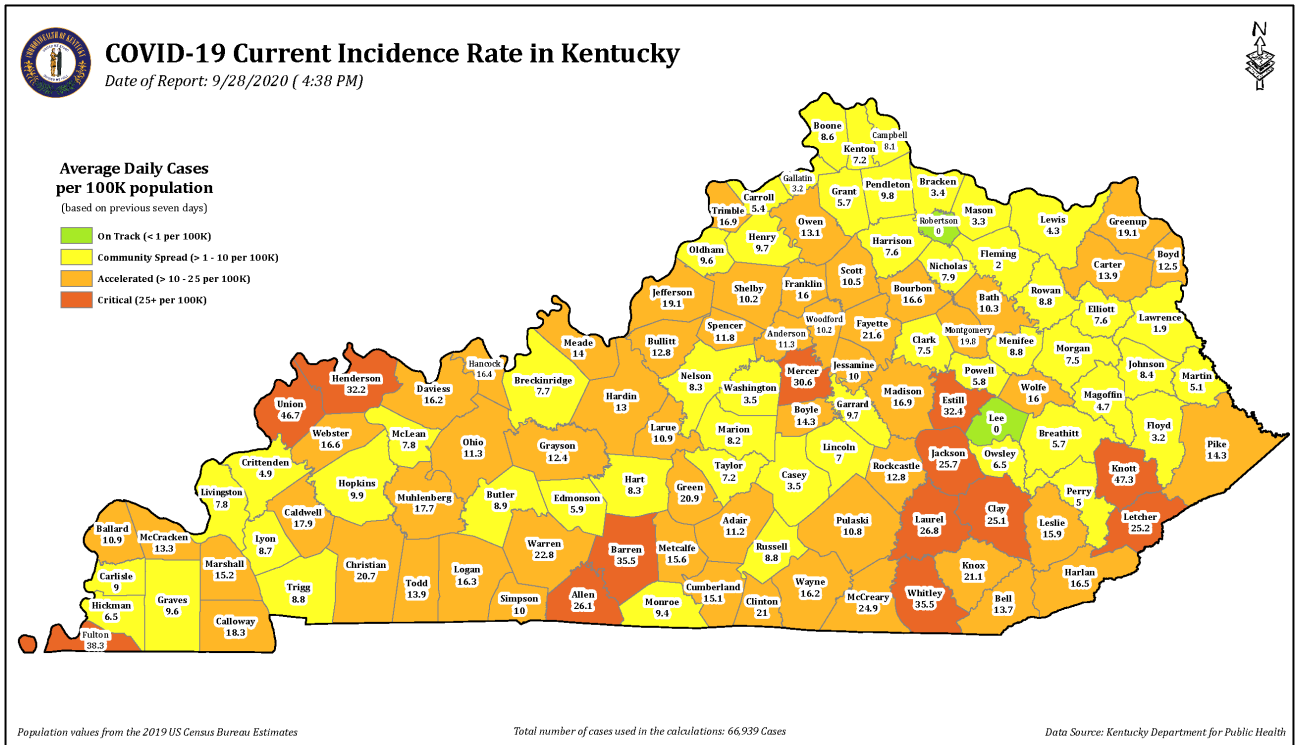 COVID-19 Current Incidence Rate in Kentucky
Date of Report: 9/28/2020 ( 4:38 PM)
N
Average Daily Cases
per 100K population
(based on previous seven days)
On Track (< 1 per 100K)
Community Spread (> 1 - 10 per 100K)
Accelerated (> 10 - 25 per 100K)
Critical (25+ per 100K)
Boone
8.6
Kenton
7.2
Campbell
8.1
Gallatin
3.2
Carroll
5.4
Trimble
16.9
Grant
5.7
Pendleton
9.8
Bracken
3.4
Mason
3.3
Robertson
0
Lewis
4.3
Greenup
19.1
Owen
13.1
Henry
9.7
Oldham
9.6
Harrison
7.6
Nicholas
7.9
Fleming
2
Carter
13.9
Boyd
12.5
Jefferson
19.1
Shelby
10.2
Franklin
16
Scott
10.5
Bourbon
16.6
Bath
10.3
Rowan
8.8
Elliott
7.6
Lawrence
1.9
Meade
14
Bullitt
12.8
Spencer
11.8
Anderson
11.3
Woodford
10.2
Fayette
21.6
Clark
7.5
Montgomery
19.8
Menifee
8.8
Morgan
7.5
Johnson
8.4
Martin
5.1
Henderson
32.2
Union
46.7
Daviess
16.2
Hancock
16.4
Breckinridge
7.7
Hardin
13
Nelson
8.3
Washington
3.5
Mercer
30.6
Jessamine
10
Garrard
9.7
Madison
16.9
Estill
32.4
Powell
5.8
Wolfe
16
Magoffin
4.7
Floyd
3.2
Pike
14.3
Webster
16.6
McLean
7.8
Ohio
11.3
Grayson
12.4
Larue
10.9
Marion
8.2
Boyle
14.3
Lincoln
7
Lee
0
Owsley
6.5
Breathitt
5.7
Knott
47.3
Crittenden
4.9
Livingston
7.8
Hopkins
9.9
Muhlenberg
17.7
Butler
8.9
Edmonson
5.9
Hart
8.3
Green
20.9
Taylor
7.2
Casey
3.5
Rockcastle
12.8
Jackson
25.7
Perry
5
Letcher
25.2
Ballard
10.9
McCracken
13.3
Lyon
8.7
Caldwell
17.9
Warren
22.8
Barren
35.5
Metcalfe
15.6
Adair
11.2
Russell
8.8
Pulaski
10.8
Laurel
26.8
Clay
25.1
Leslie
15.9
Carlisle
9
Hickman
6.5
Fulton
38.3
Graves
9.6
Marshall
15.2
Calloway
18.3
Trigg
8.8
Christian
20.7
Todd
13.9
Logan
16.3
Simpson
10
Allen
26.1
Monroe
9.4
Cumberland
15.1
Clinton
21
Wayne
16.2
McCreary
24.9
Whitley
35.5
Knox
21.1
Bell
13.7
Harlan
16.5
Population values from the 2019 US Census Bureau Estimates
Total number of cases used in the calculations: 66,939 Cases
Data Source: Kentucky Department for Public Health